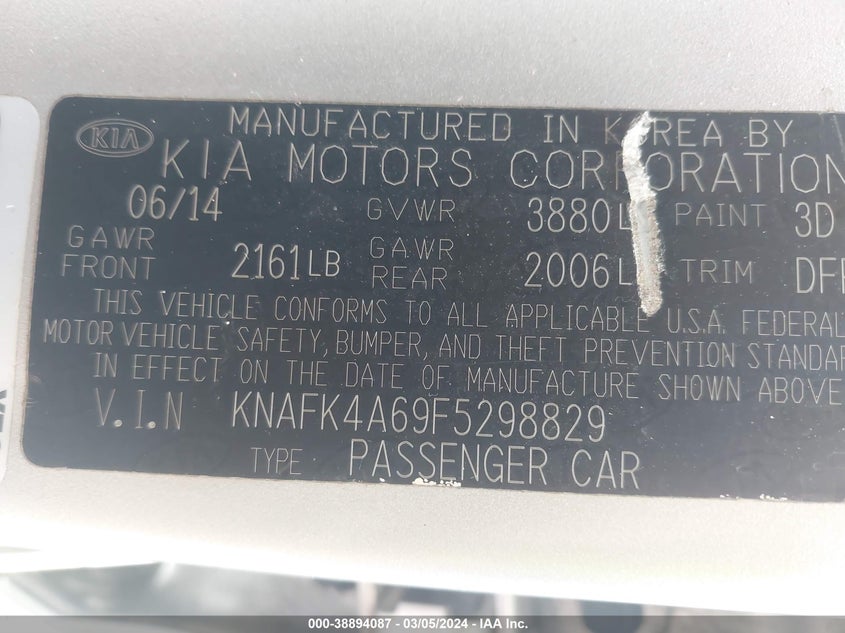 KIA
MANUFACTURED IN KOREA BY
KIA MOTORS CORPORATION
06/14 GVWR 3880L PAINT 3D
GAWR FRONT 2161LB GAWR REAR 2006L TRIM
THIS VEHICLE CONFORMS TO ALL APPLICABLE U.S.A. FEDERAL
MOTOR VEHICLE SAFETY, BUMPER, AND THEFT PREVENTION STANDAR
IN EFFECT ON THE DATE OF MANUFACTURE SHOWN ABOVE
V.I.N KNAFK4A69F5298829
TYPE PASSENGER CAR
000-38894087 — 03/05/2024 — IAA Inc.